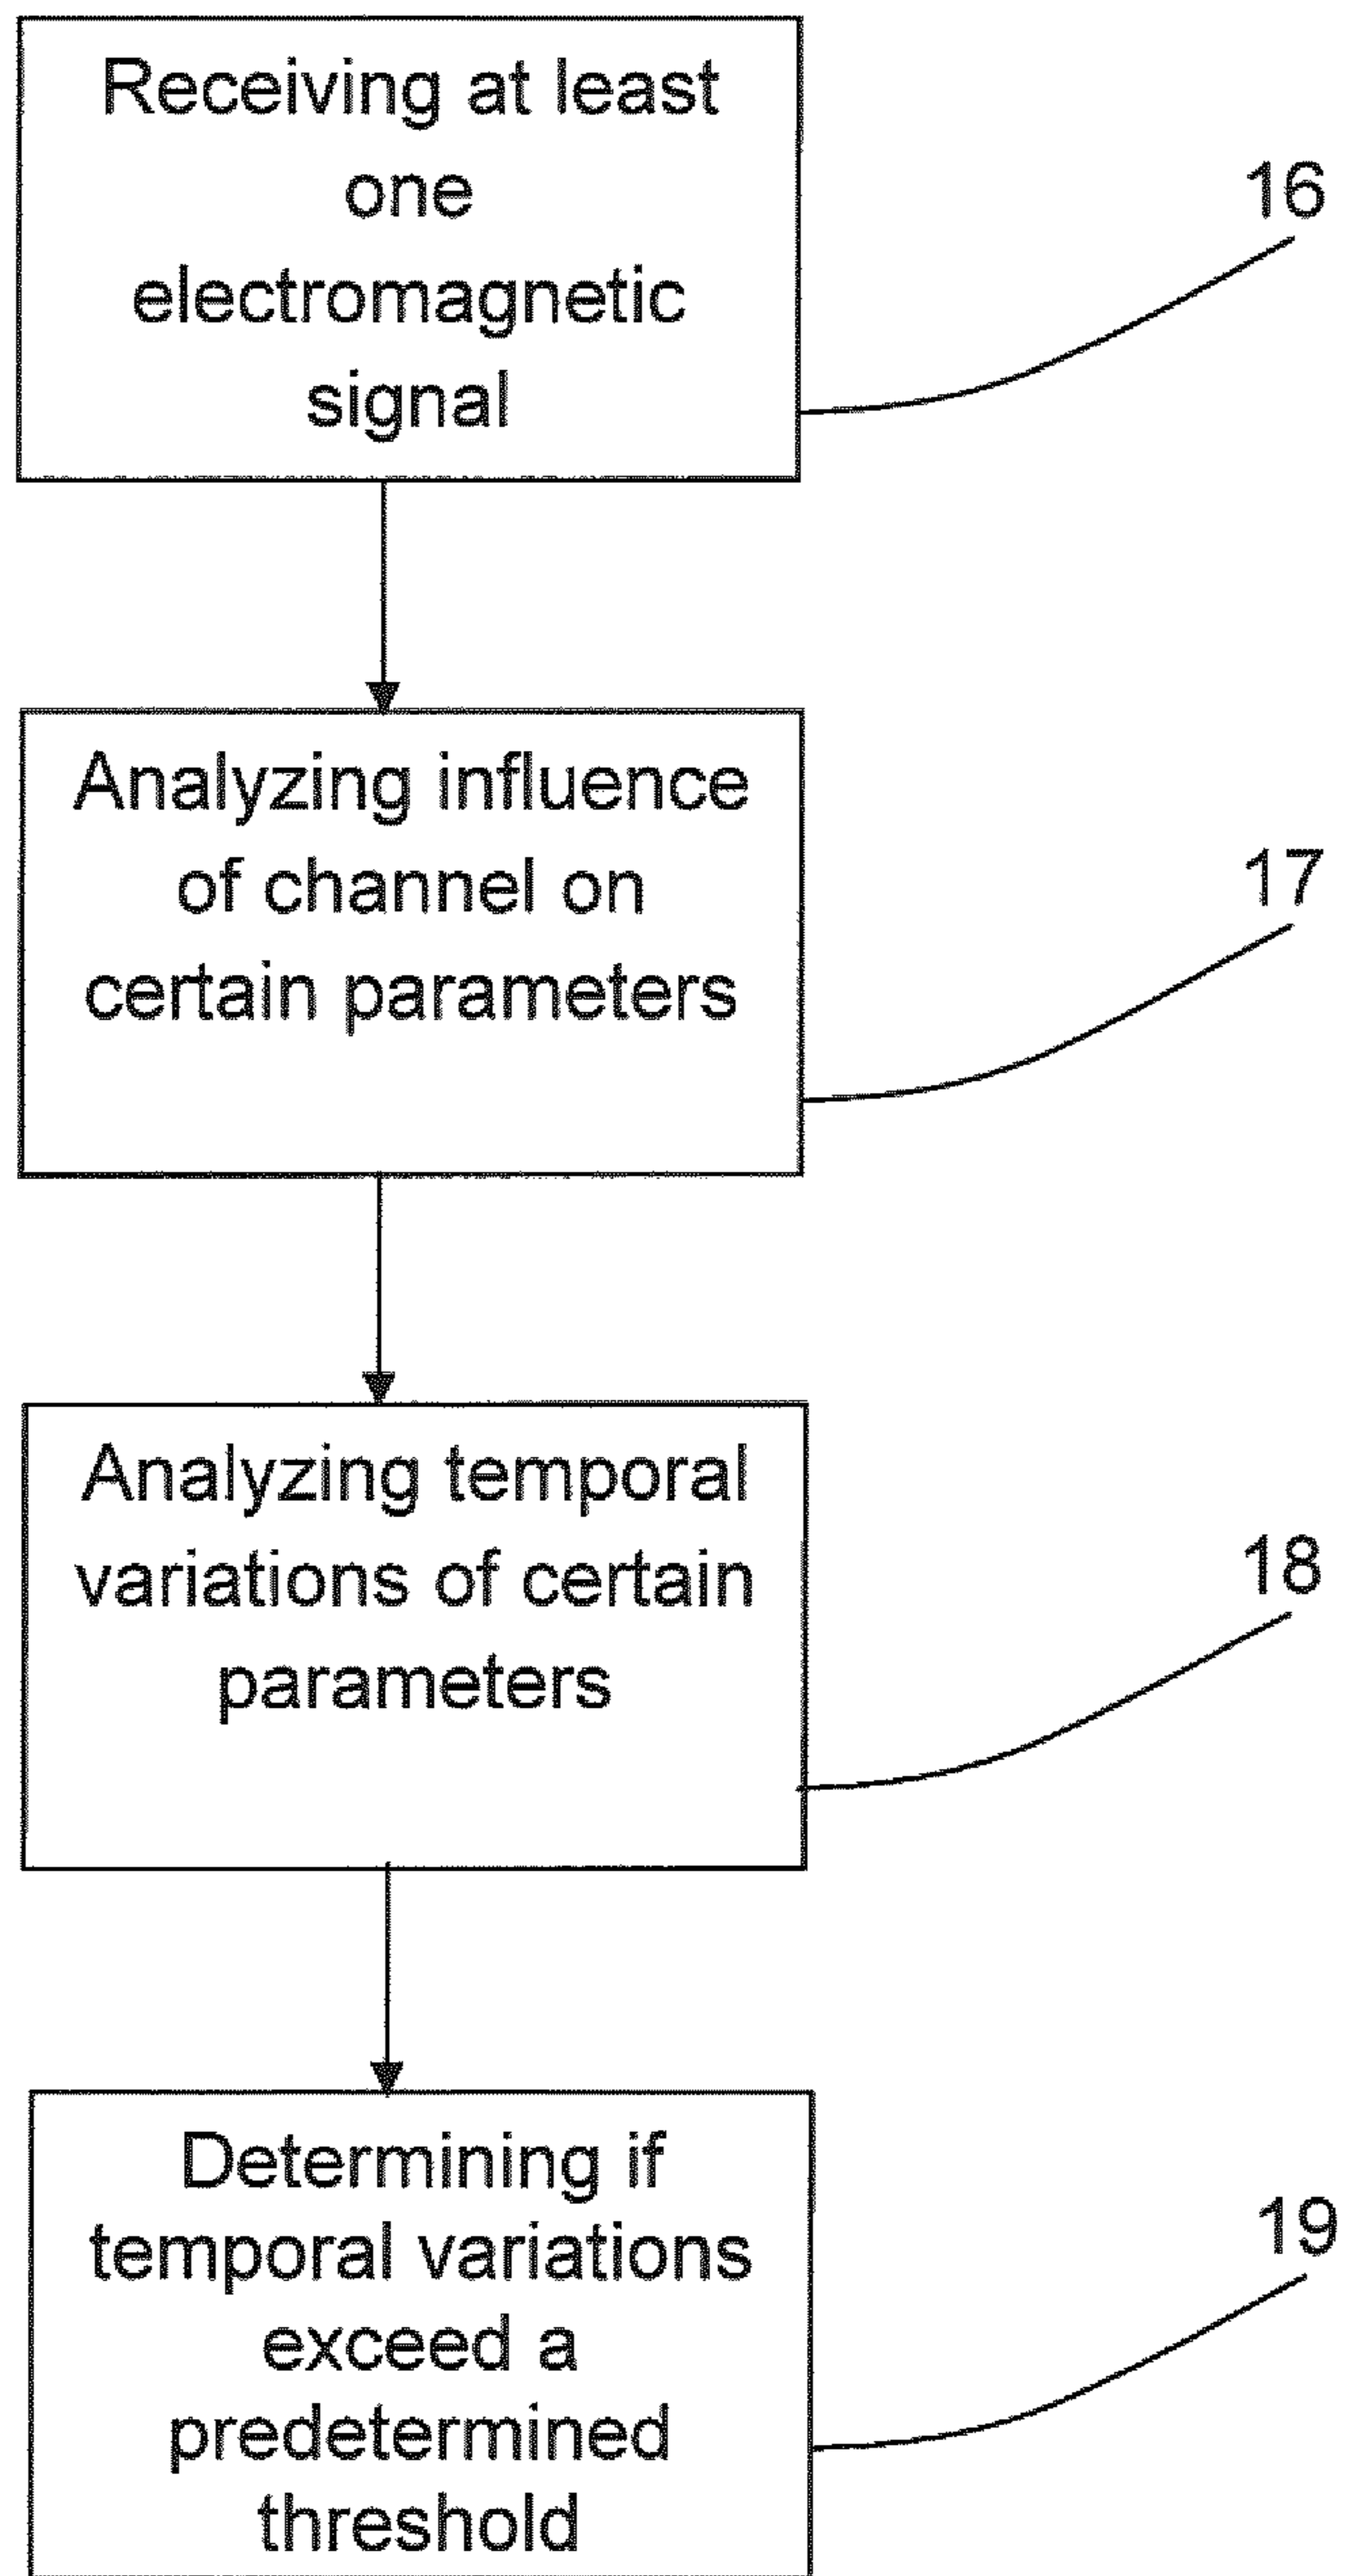 Receiving at least
one
electromagnetic
signal
16
Analyzing influence
of channel on
certain parameters
17
Analyzing temporal
variations of certain
parameters
18
Determining if
temporal variations
exceed a
predetermined
threshold
19